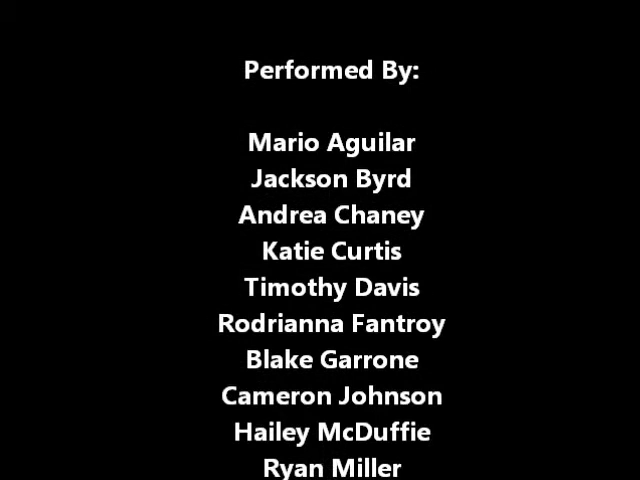 Performed By:
Mario Aguilar
Jackson Byrd
Andrea Chaney
Katie Curtis
Timothy Davis
Rodrianna Fantroy
Blake Garrone
Cameron Johnson
Hailey McDuffie
Ryan Miller